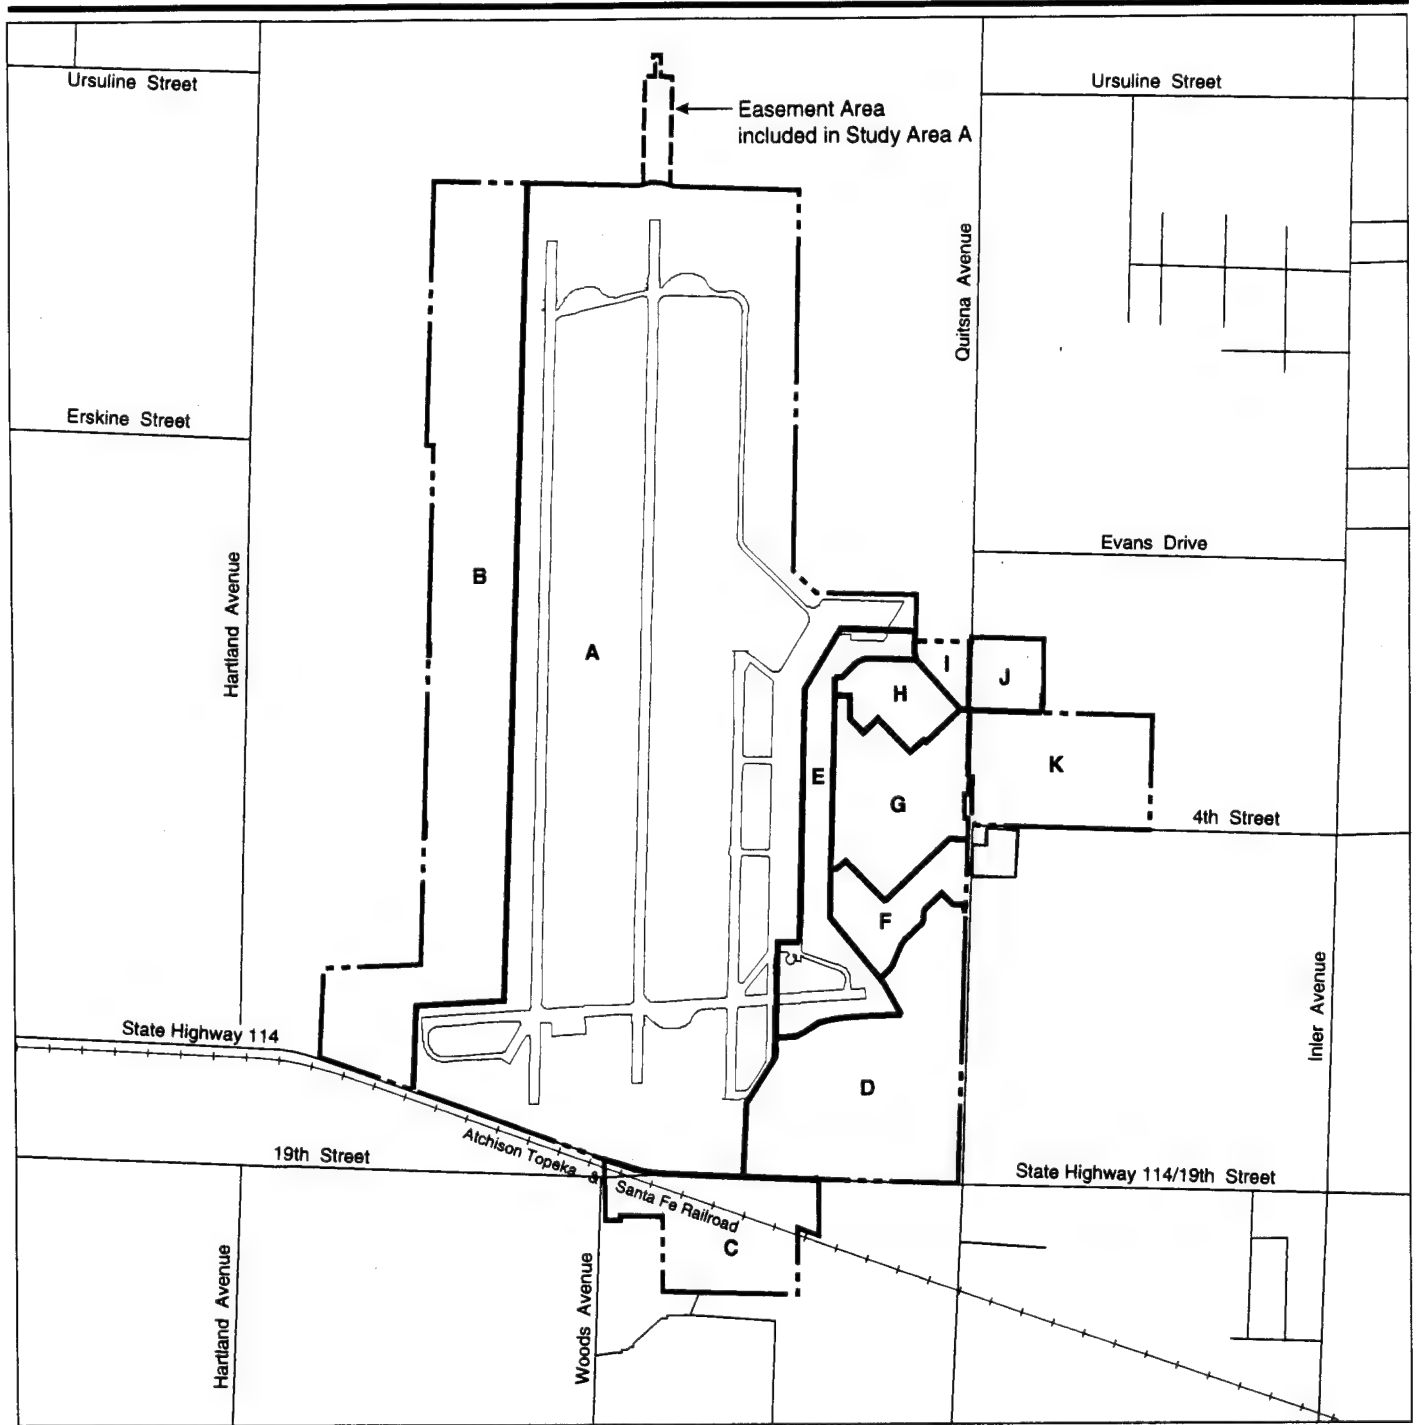 Ursuline Street
Ursuline Street
Easement Area
included in Study Area A
Quitsna Avenue
Erskine Street
Evans Drive
Hartland Avenue
B
A
I
J
H
K
E
G
4th Street
F
Inler Avenue
State Highway 114
D
Atchison Topeka &
Santa Fe Railroad
19th Street
State Highway 114/19th Street
C
Hartland Avenue
Woods Avenue